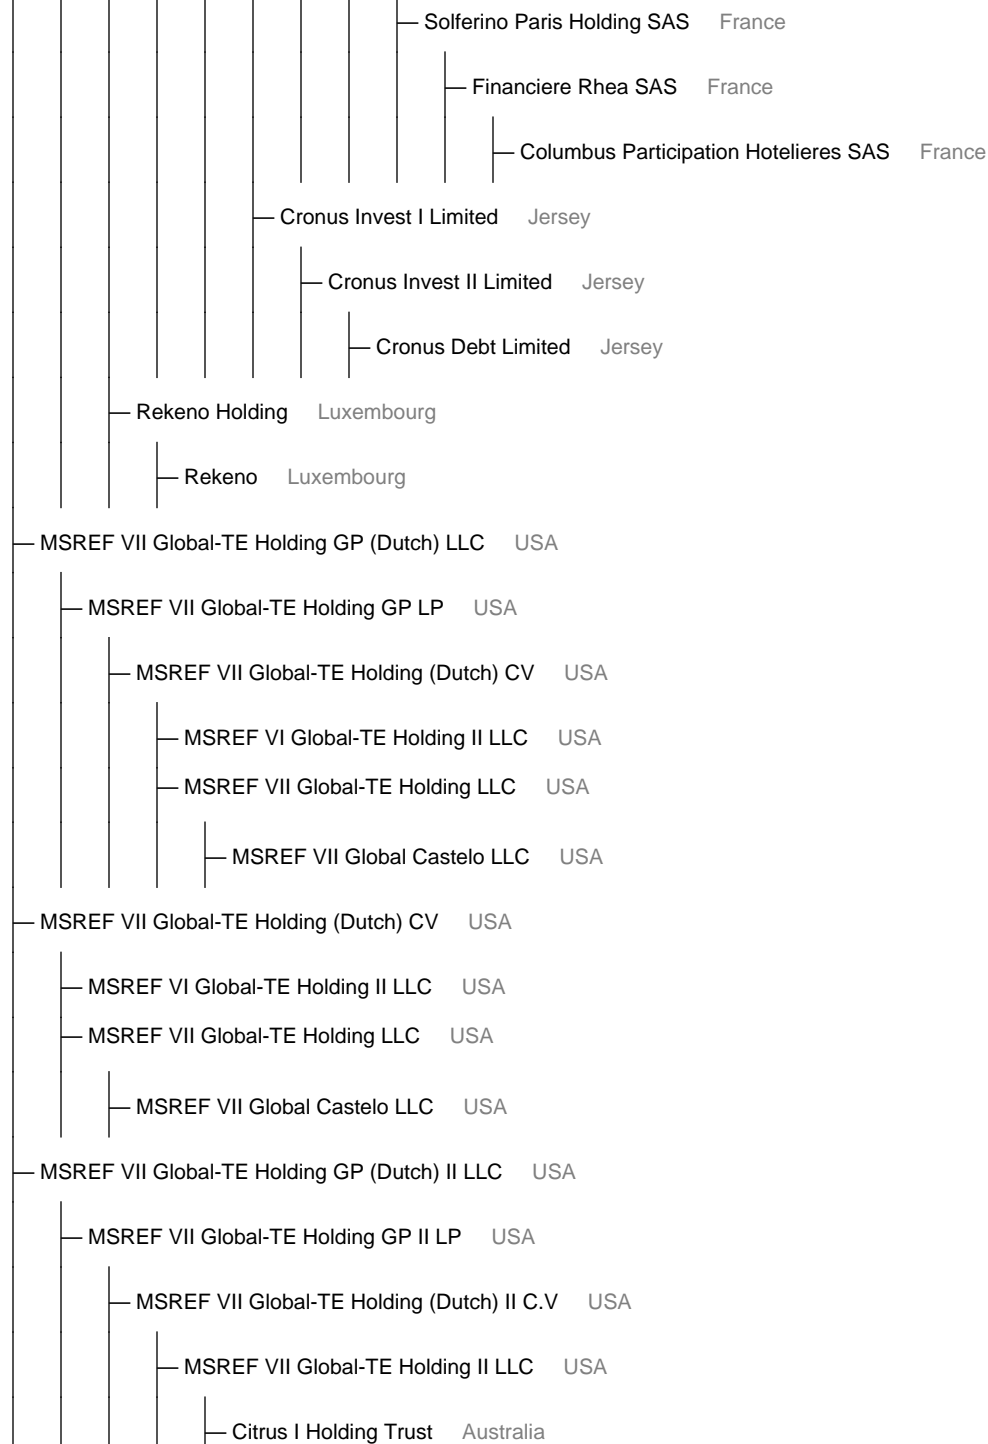 Solferino Paris Holding SAS France
Financiere Rhea SAS France
Columbus Participation Hotelieres SAS France
Cronus Invest I Limited Jersey
Cronus Invest II Limited Jersey
Cronus Debt Limited Jersey
Rekeno Holding Luxembourg
Rekeno Luxembourg
MSREF VII Global-TE Holding GP (Dutch) LLC USA
MSREF VII Global-TE Holding GP LP USA
MSREF VII Global-TE Holding (Dutch) CV USA
MSREF VI Global-TE Holding II LLC USA
MSREF VII Global-TE Holding LLC USA
MSREF VII Global Castelo LLC USA
MSREF VII Global-TE Holding (Dutch) CV USA
MSREF VI Global-TE Holding II LLC USA
MSREF VII Global-TE Holding LLC USA
MSREF VII Global Castelo LLC USA
MSREF VII Global-TE Holding GP (Dutch) II LLC USA
MSREF VII Global-TE Holding GP II LP USA
MSREF VII Global-TE Holding (Dutch) II C.V USA
MSREF VII Global-TE Holding II LLC USA
Citrus I Holding Trust Australia